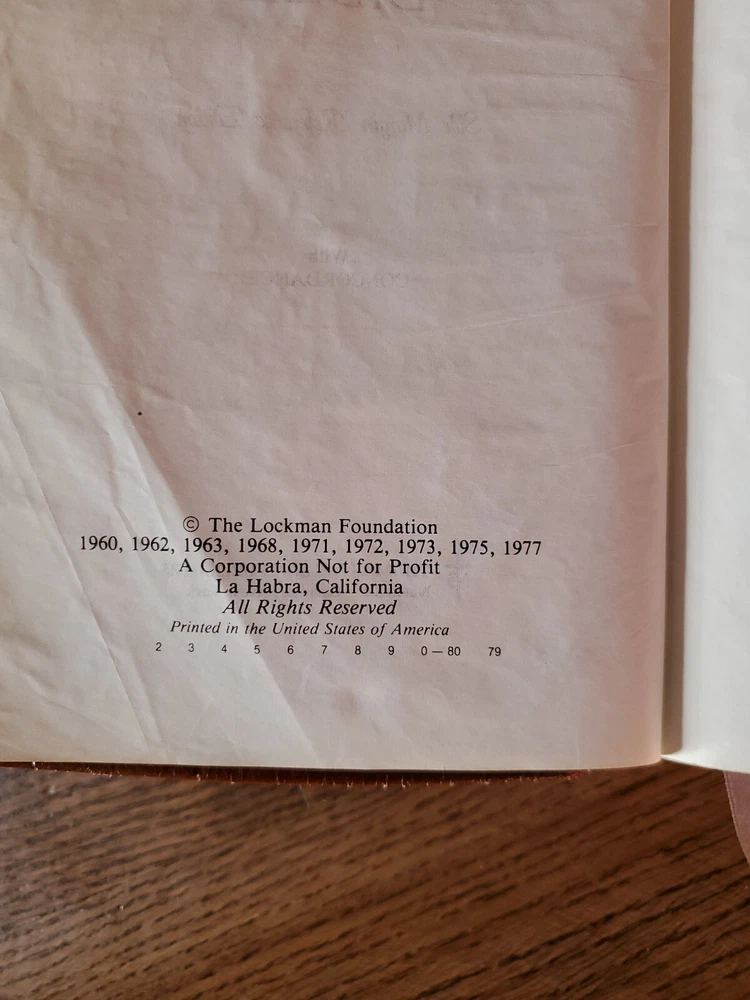 © The Lockman Foundation
1960, 1962, 1963, 1968, 1971, 1972, 1973, 1975, 1977
A Corporation Not for Profit
La Habra, California
All Rights Reserved
Printed in the United States of America
2 3 4 5 6 7 8 9 0 — 80 79